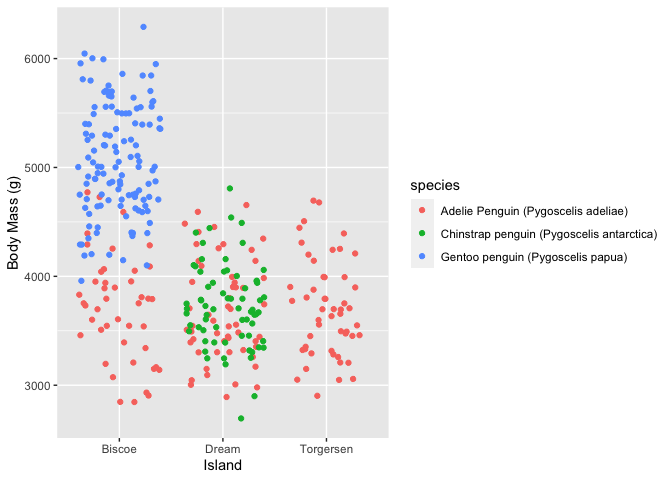 6000
5000
4000
3000
Body Mass (g)
Biscoe
Dream
Torgersen
Island
species
Adelie Penguin (Pygoscelis adeliae)
Chinstrap penguin (Pygoscelis antarctica)
Gentoo penguin (Pygoscelis papua)